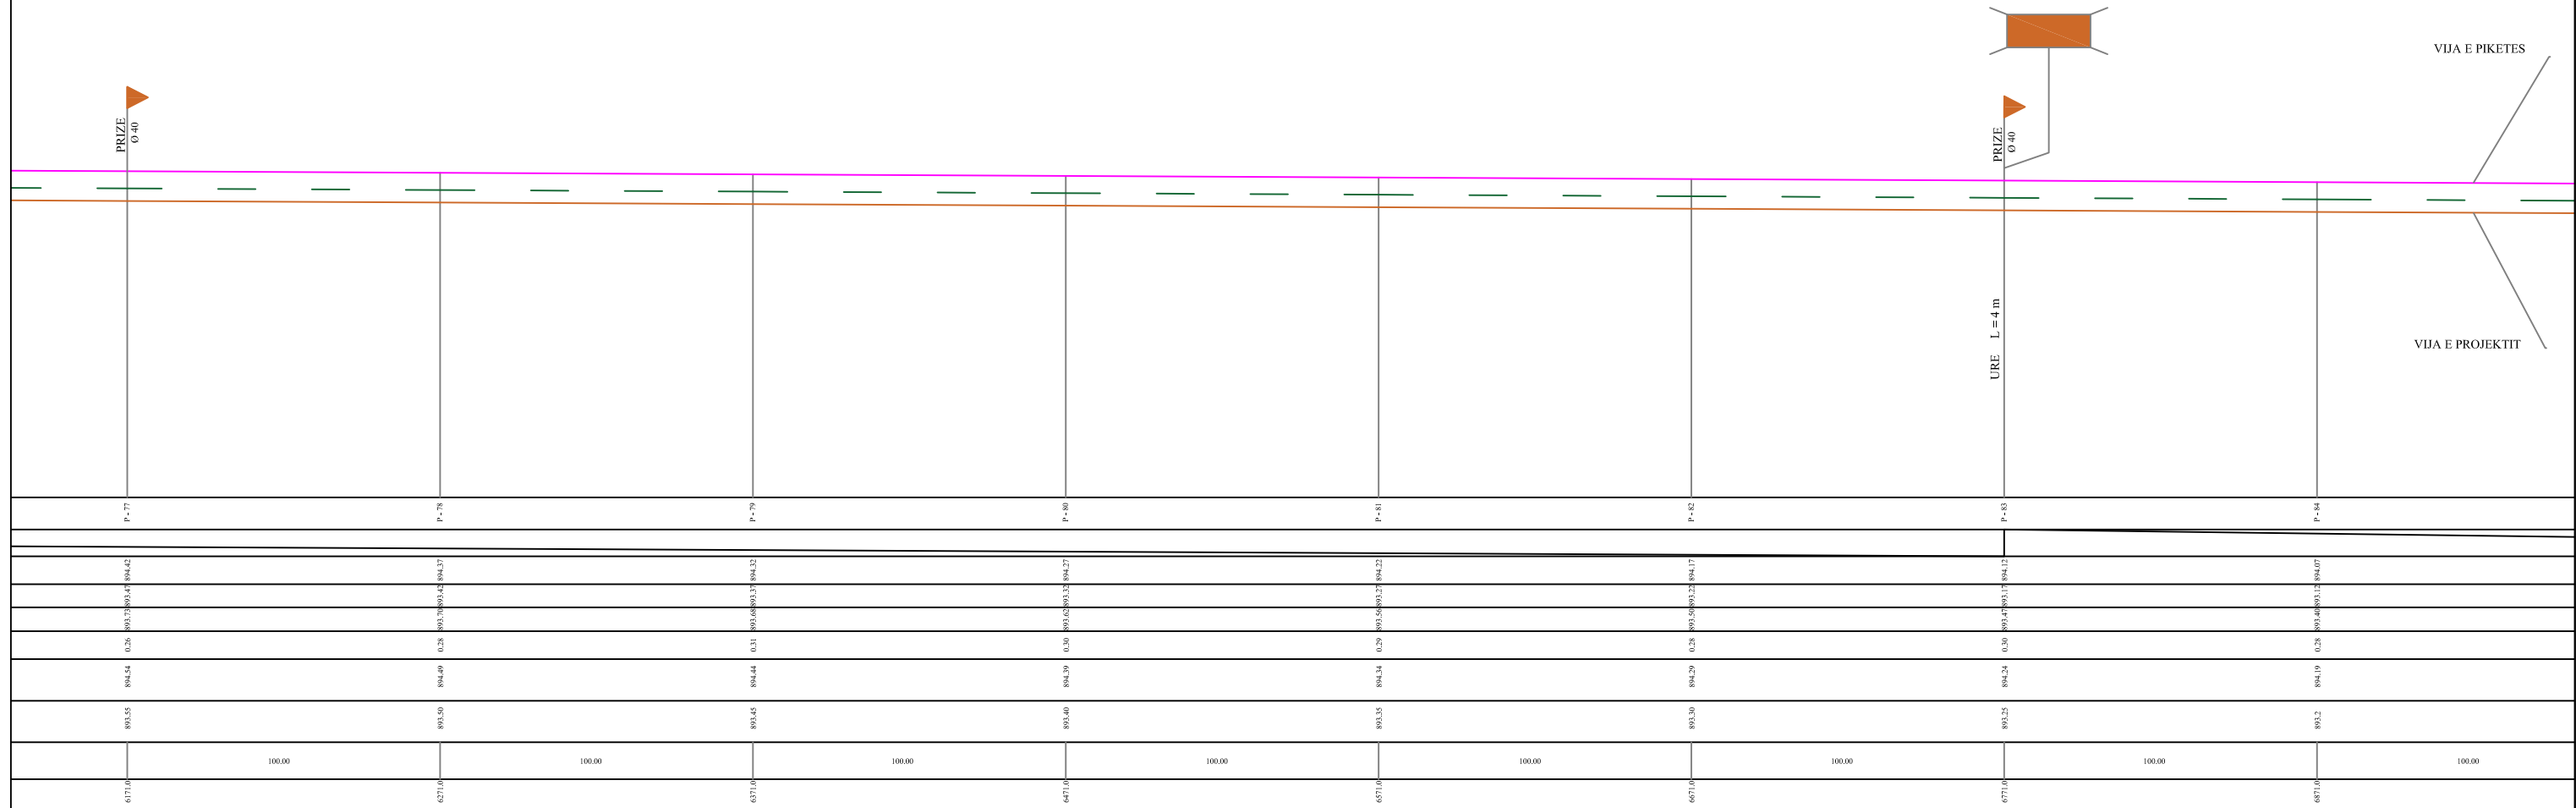 VIJA E PIKETES
PRIZE
Ø 40
PRIZE
Ø 40
URE L = 4 m
VIJA E PROJEKTIT
P - 77 P - 78 P - 79 P - 80 P - 81 P - 82 P - 83 P - 84
894.42 894.37 894.32 894.27 894.22 894.17 894.12 894.07
893.47 893.42 893.37 893.32 893.27 893.22 893.17 893.12
893.73 893.70 893.68 893.62 893.56 893.50 893.47 893.40
0.26 0.28 0.31 0.30 0.29 0.28 0.30 0.28
894.54 894.49 894.44 894.39 894.34 894.29 894.24 894.19
893.55 893.50 893.45 893.40 893.35 893.30 893.25 893.2
100.00 100.00 100.00 100.00 100.00 100.00 100.00 100.00
6171.0 6271.0 6371.0 6471.0 6571.0 6671.0 6771.0 6871.0